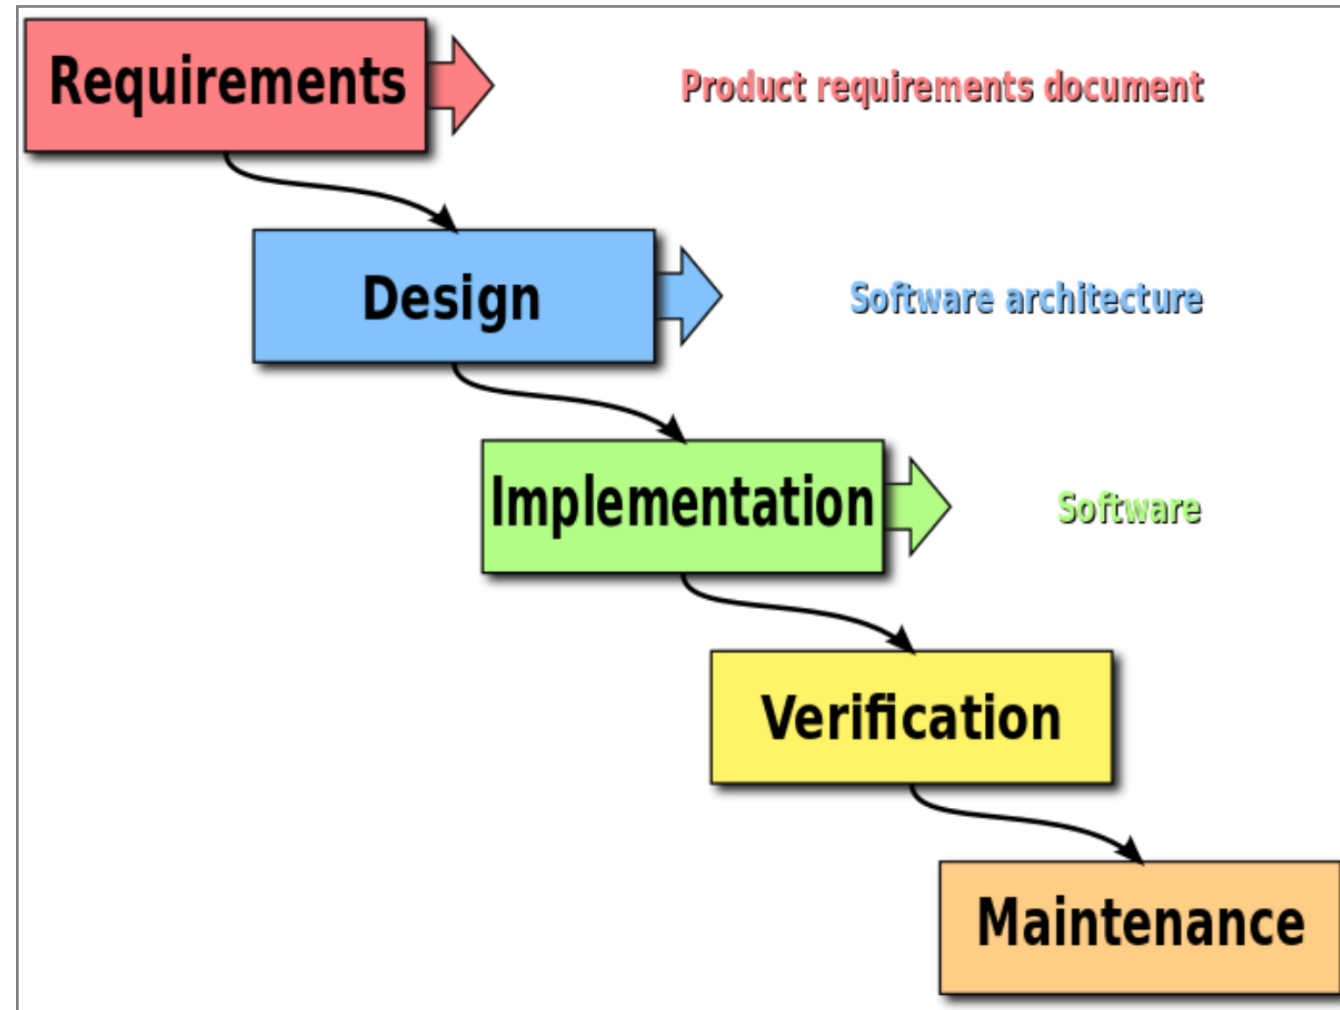 Requirements
Product requirements document
Design
Software architecture
Implementation
Software
Verification
Maintenance